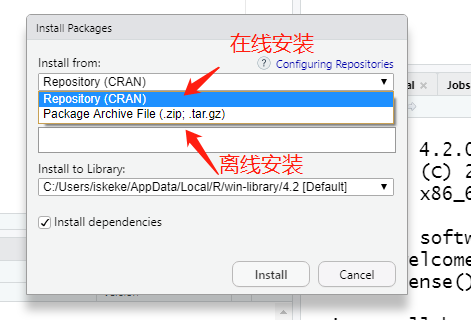 Install Packages
在线安装
Install from:
? Configuring Repositories
Repository (CRAN)
Repository (CRAN)
Package Archive File (.zip; .tar.gz)
离线安装
Install to Library:
C:/Users/iskeke/AppData/Local/R/win-library/4.2 [Default]
Install dependencies
Install
Cancel
al
Jobs
4.2.0
(C) 2
x86_6
softw
elcome
ense()